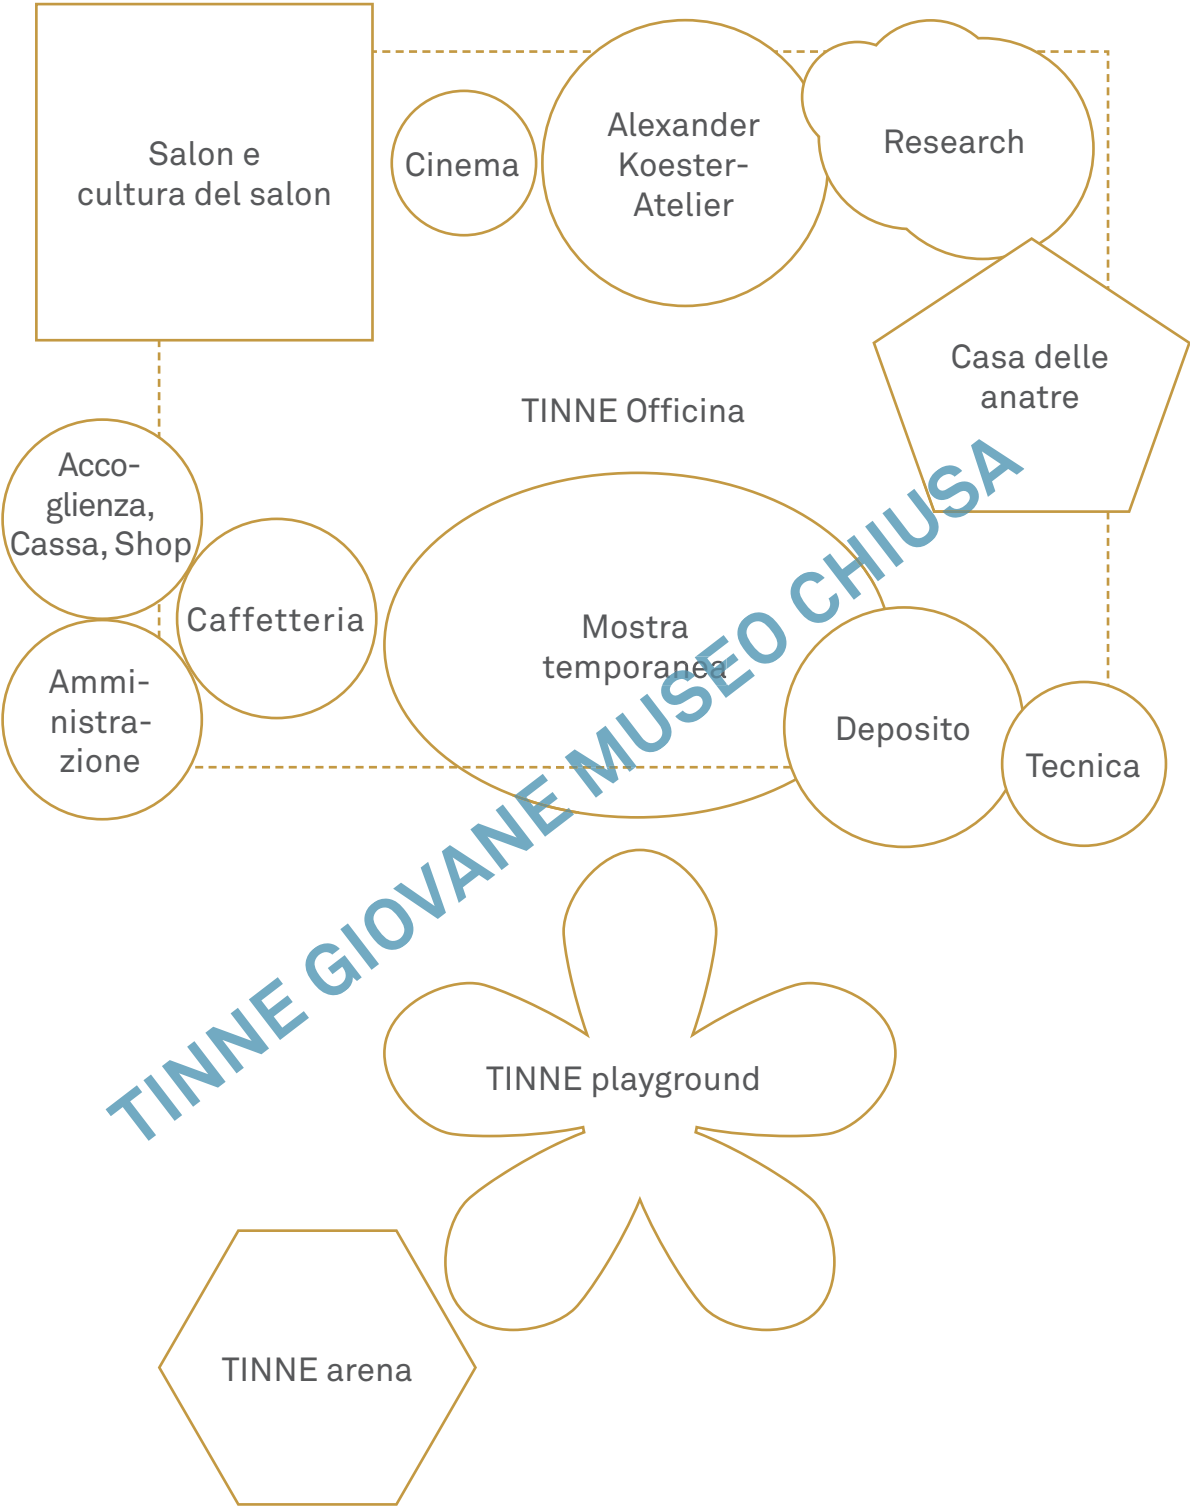 Salon e
cultura del salon
Cinema
Alexander
Koester-
Atelier
Research
Casa delle
anatre
TINNE Officina
Acco-
glienza,
Cassa, Shop
Caffetteria
Mostra
temporanea
Ammi-
nistra-
zione
Deposito
Tecnica
TINNE GIOVANE MUSEO CHIUSA
TINNE playground
TINNE arena